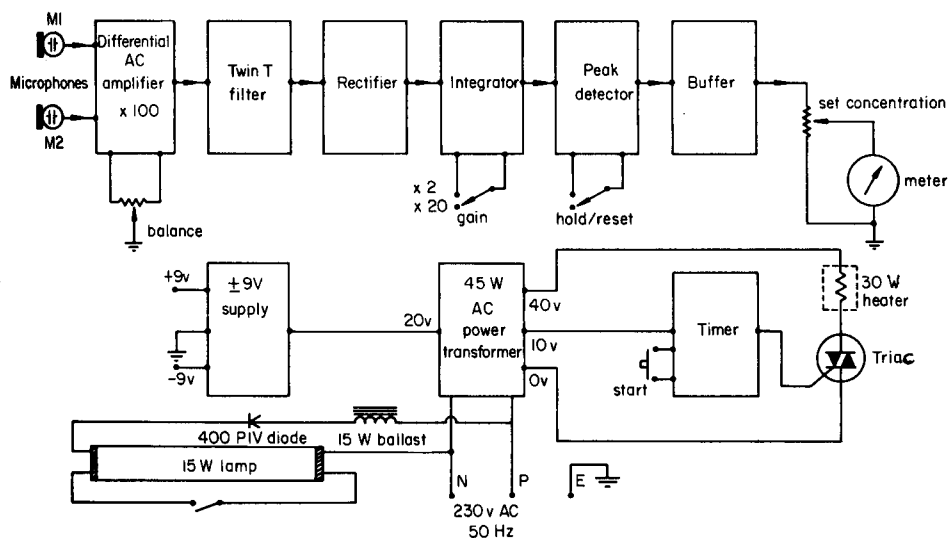 M1
Microphones
M2
Differential
AC
amplifier
x 100
balance
Twin T
filter
Rectifier
Integrator
x 2
x 20
gain
Peak
detector
hold/reset
Buffer
set concentration
meter
+9v
-9v
±9V
supply
20v
45 W
AC
power
transformer
40v
10v
0v
start
Timer
30 W
heater
Triac
400 PIV diode
15 W ballast
15 W lamp
N
P
E
230 v AC
50 Hz